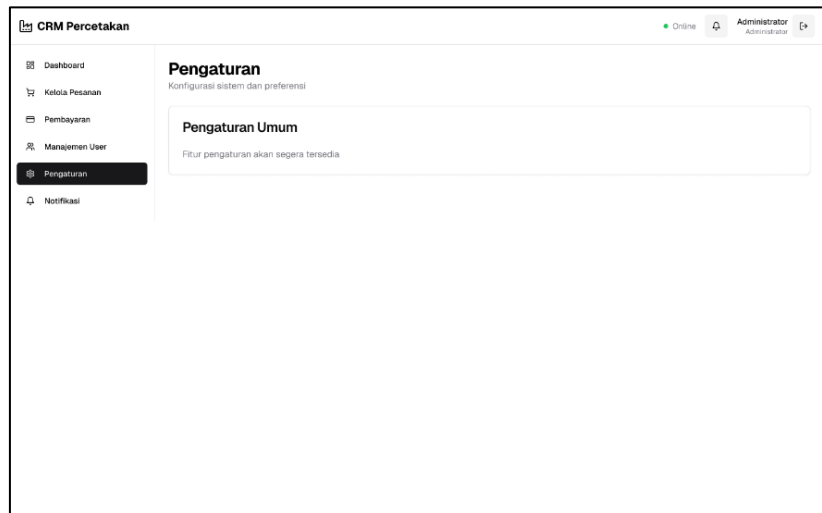 CRM Percetakan
Online
Administrator
Administrator
Dashboard
Kelola Pesanan
Pembayaran
Manajemen User
Pengaturan
Notifikasi
Pengaturan
Konfigurasi sistem dan preferensi
Pengaturan Umum
Fitur pengaturan akan segera tersedia